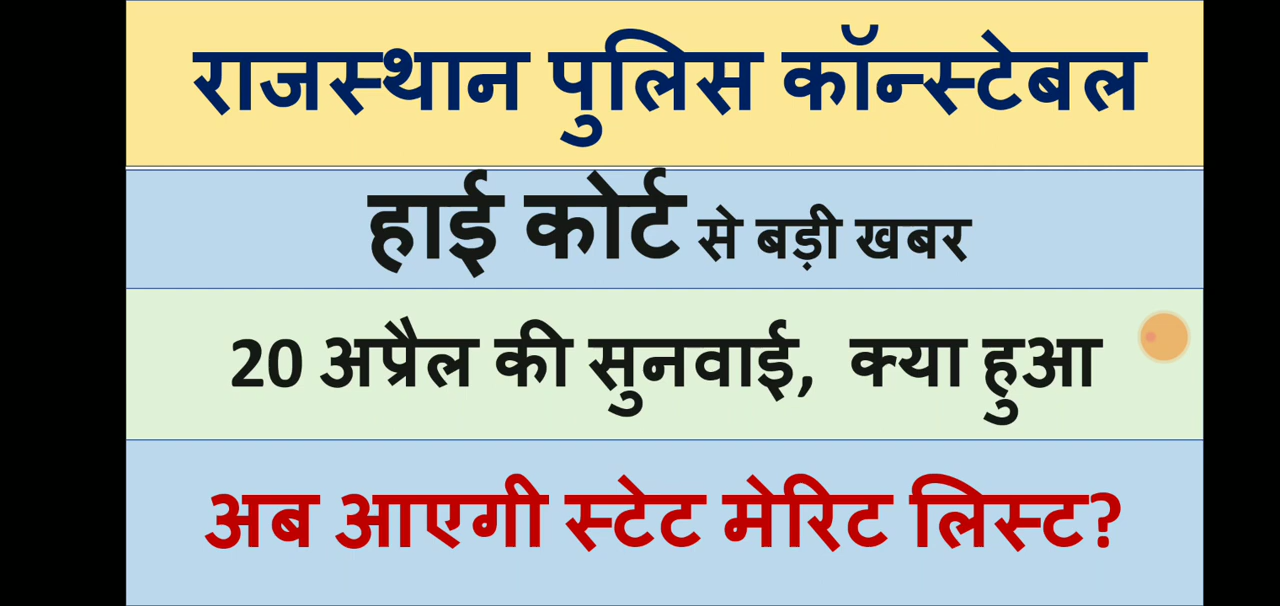 राजस्थान पुलिस कॉन्स्टेबल
हाई कोर्ट से बड़ी खबर
20 अप्रैल की सुनवाई, क्या हुआ
अब आएगी स्टेट मेरिट लिस्ट?